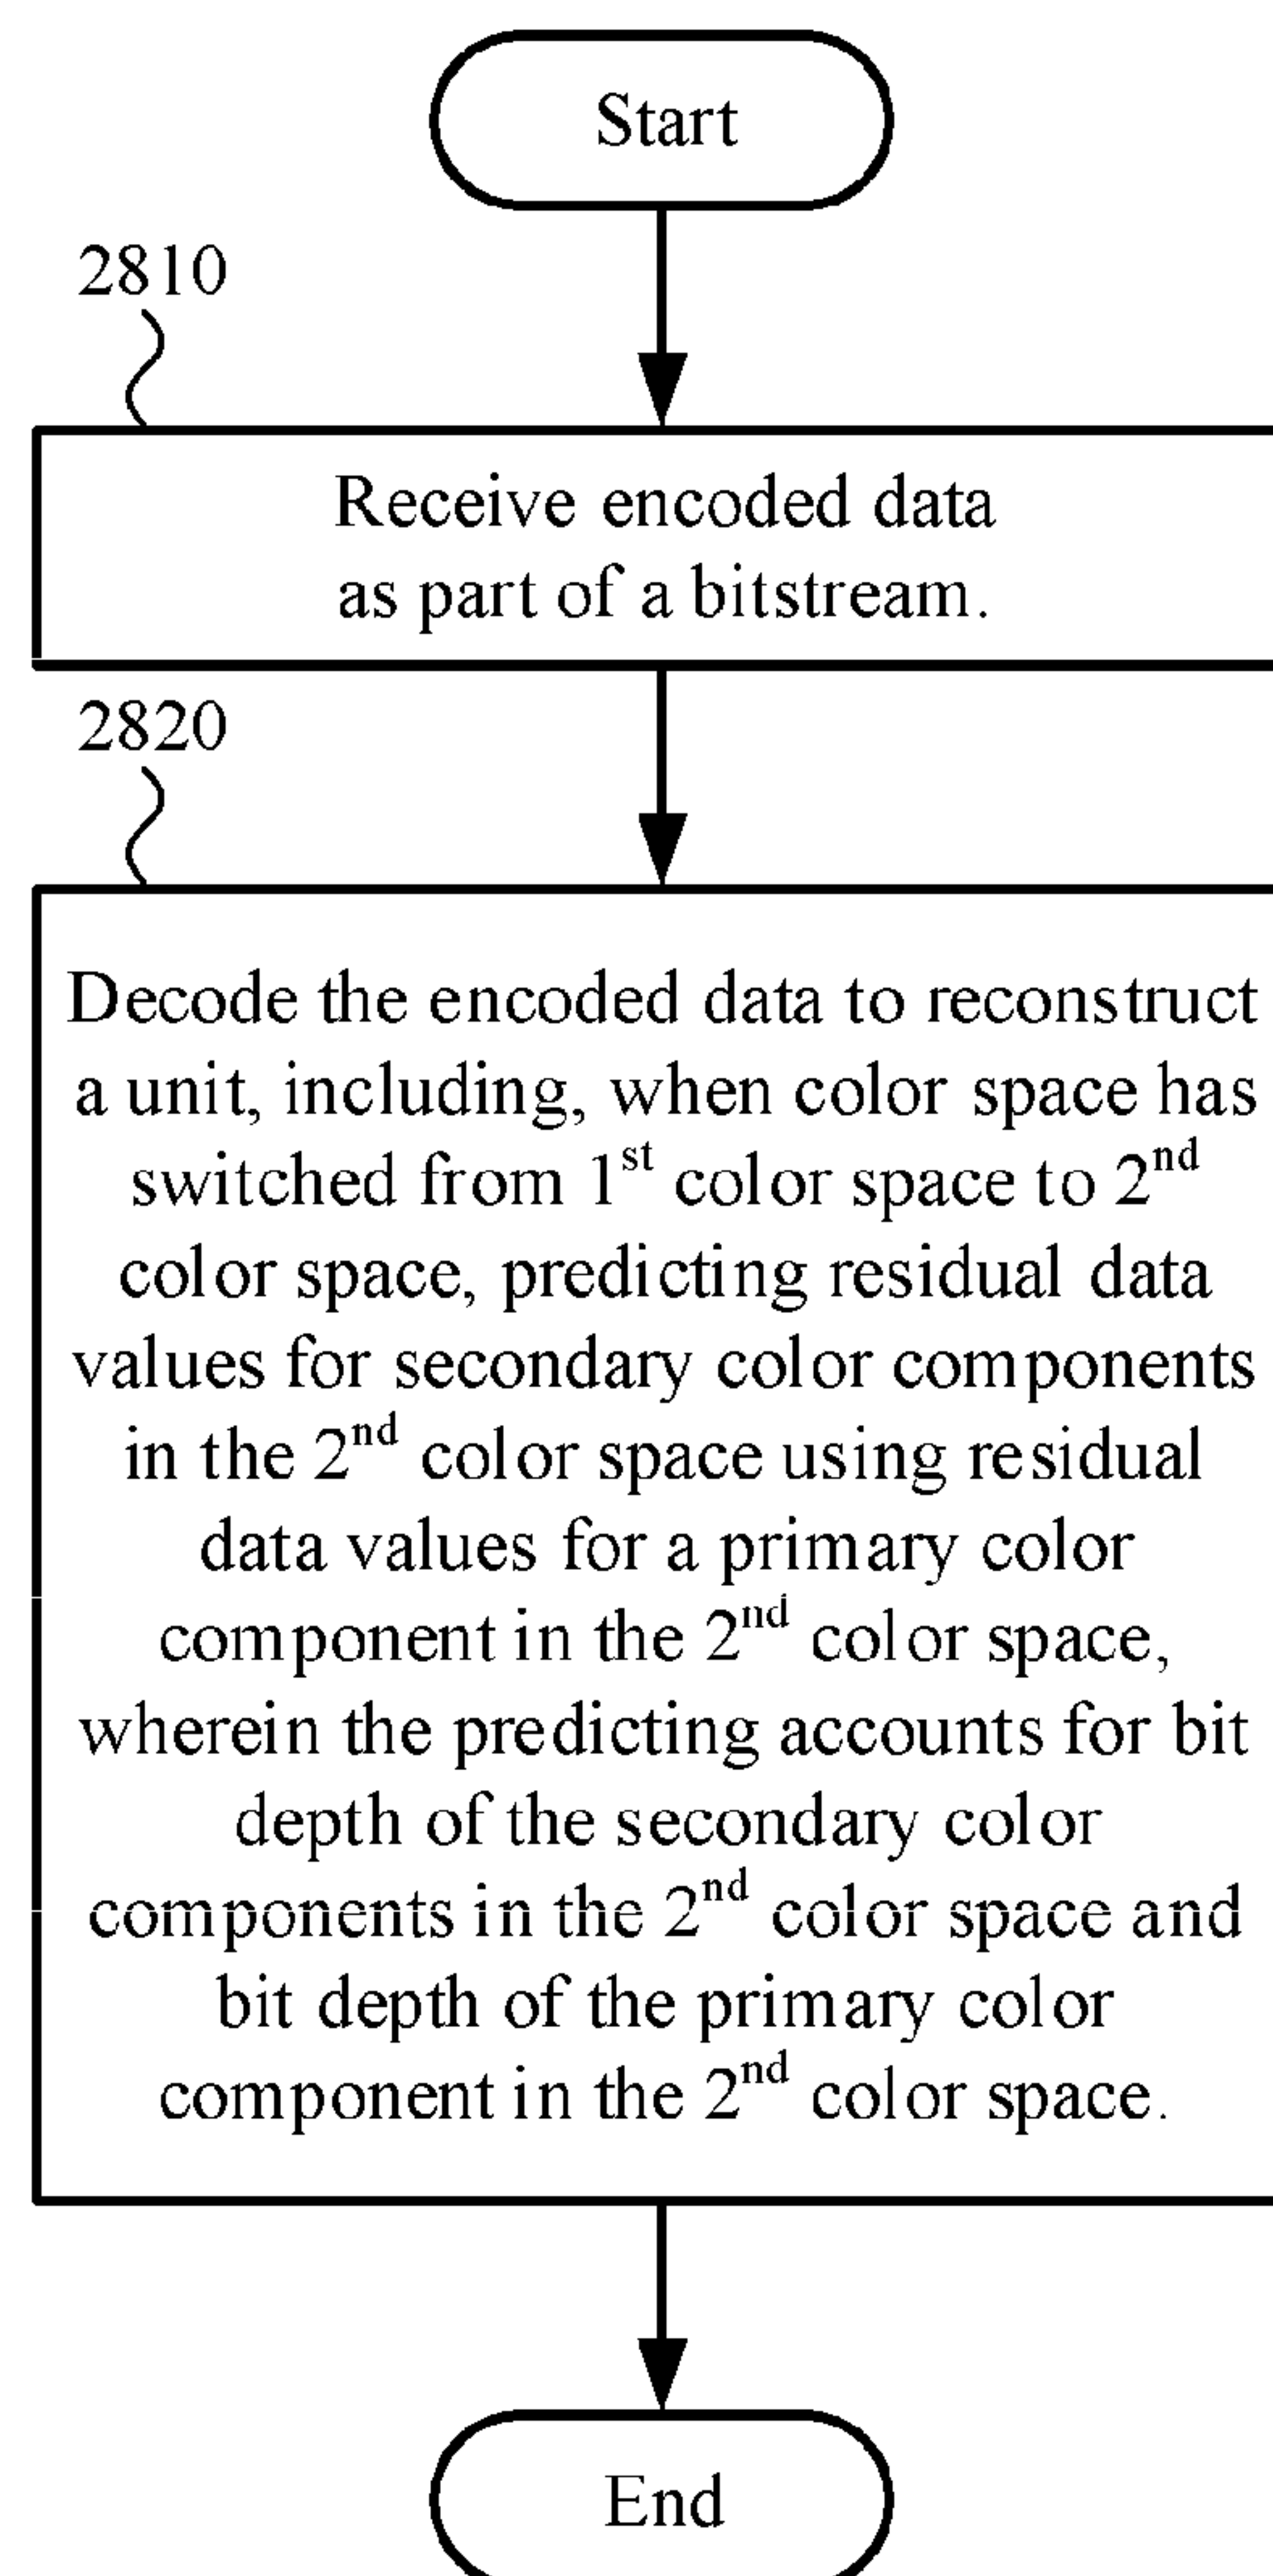 Start
2810
Receive encoded data
as part of a bitstream.
2820
Decode the encoded data to reconstruct
a unit, including, when color space has
switched from 1st color space to 2nd
color space, predicting residual data
values for secondary color components
in the 2nd color space using residual
data values for a primary color
component in the 2nd color space,
wherein the predicting accounts for bit
depth of the secondary color
components in the 2nd color space and
bit depth of the primary color
component in the 2nd color space.
End